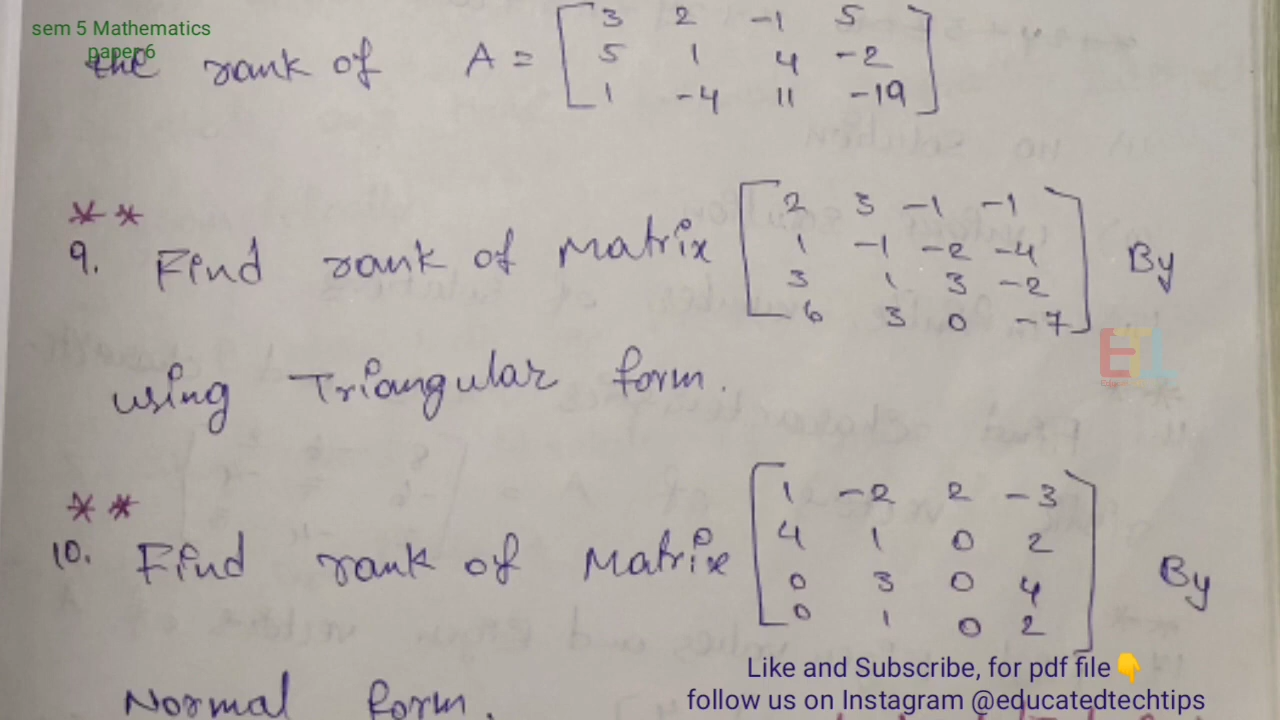 sem 5 Mathematics
paper 6
3 2 -1 5
the rank of A = 5 1 4 -2
1 -4 11 -19
** 
2 3 -1 -1
9. Find rank of Matrix 1 -1 -2 -4 By
3 1 3 -2
6 3 0 -7
using Triangular form.
**
1 -2 2 -3
10. Find rank of Matrix 4 1 0 2 By
0 3 0 4
0 1 0 2
Normal form.
ETT
Like and Subscribe, for pdf file👇
follow us on Instagram @educatedtechtips